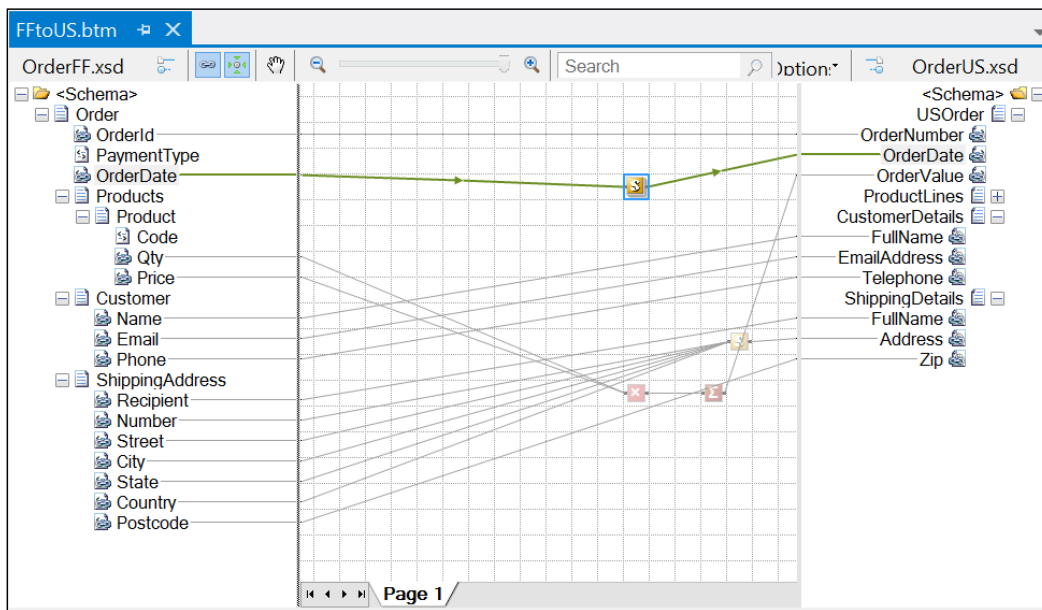 FFtoUS.btm
OrderFF.xsd
Search
Option:
OrderUS.xsd
<Schema>
Order
OrderId
PaymentType
OrderDate
Products
Product
Code
Qty
Price
Customer
Name
Email
Phone
ShippingAddress
Recipient
Number
Street
City
State
Country
Postcode
<Schema>
USOrder
OrderNumber
OrderDate
OrderValue
ProductLines
CustomerDetails
FullName
EmailAddress
Telephone
ShippingDetails
FullName
Address
Zip
Page 1